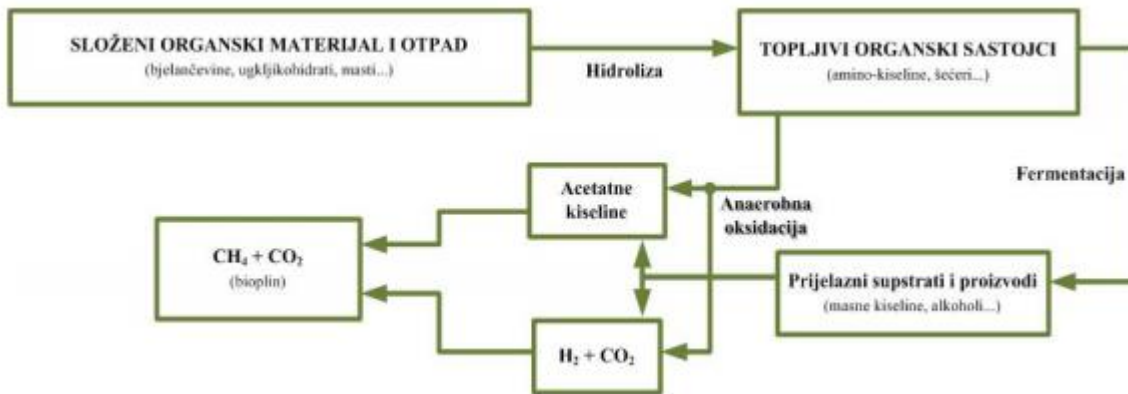 SLOŽENI ORGANSKI MATERIJAL I OTPAD
(bjelančevine, ugkljikohidrati, masti...)
Hidroliza
TOPLJIVI ORGANSKI SASTOJCI
(amino-kiseline, šećeri...)
Fermentacija
Acetatne
kiseline
Anaerobna
oksidacija
CH₄ + CO₂
(bioplin)
Prijelazni supstrati i proizvodi
(masne kiseline, alkoholi...)
H₂ + CO₂